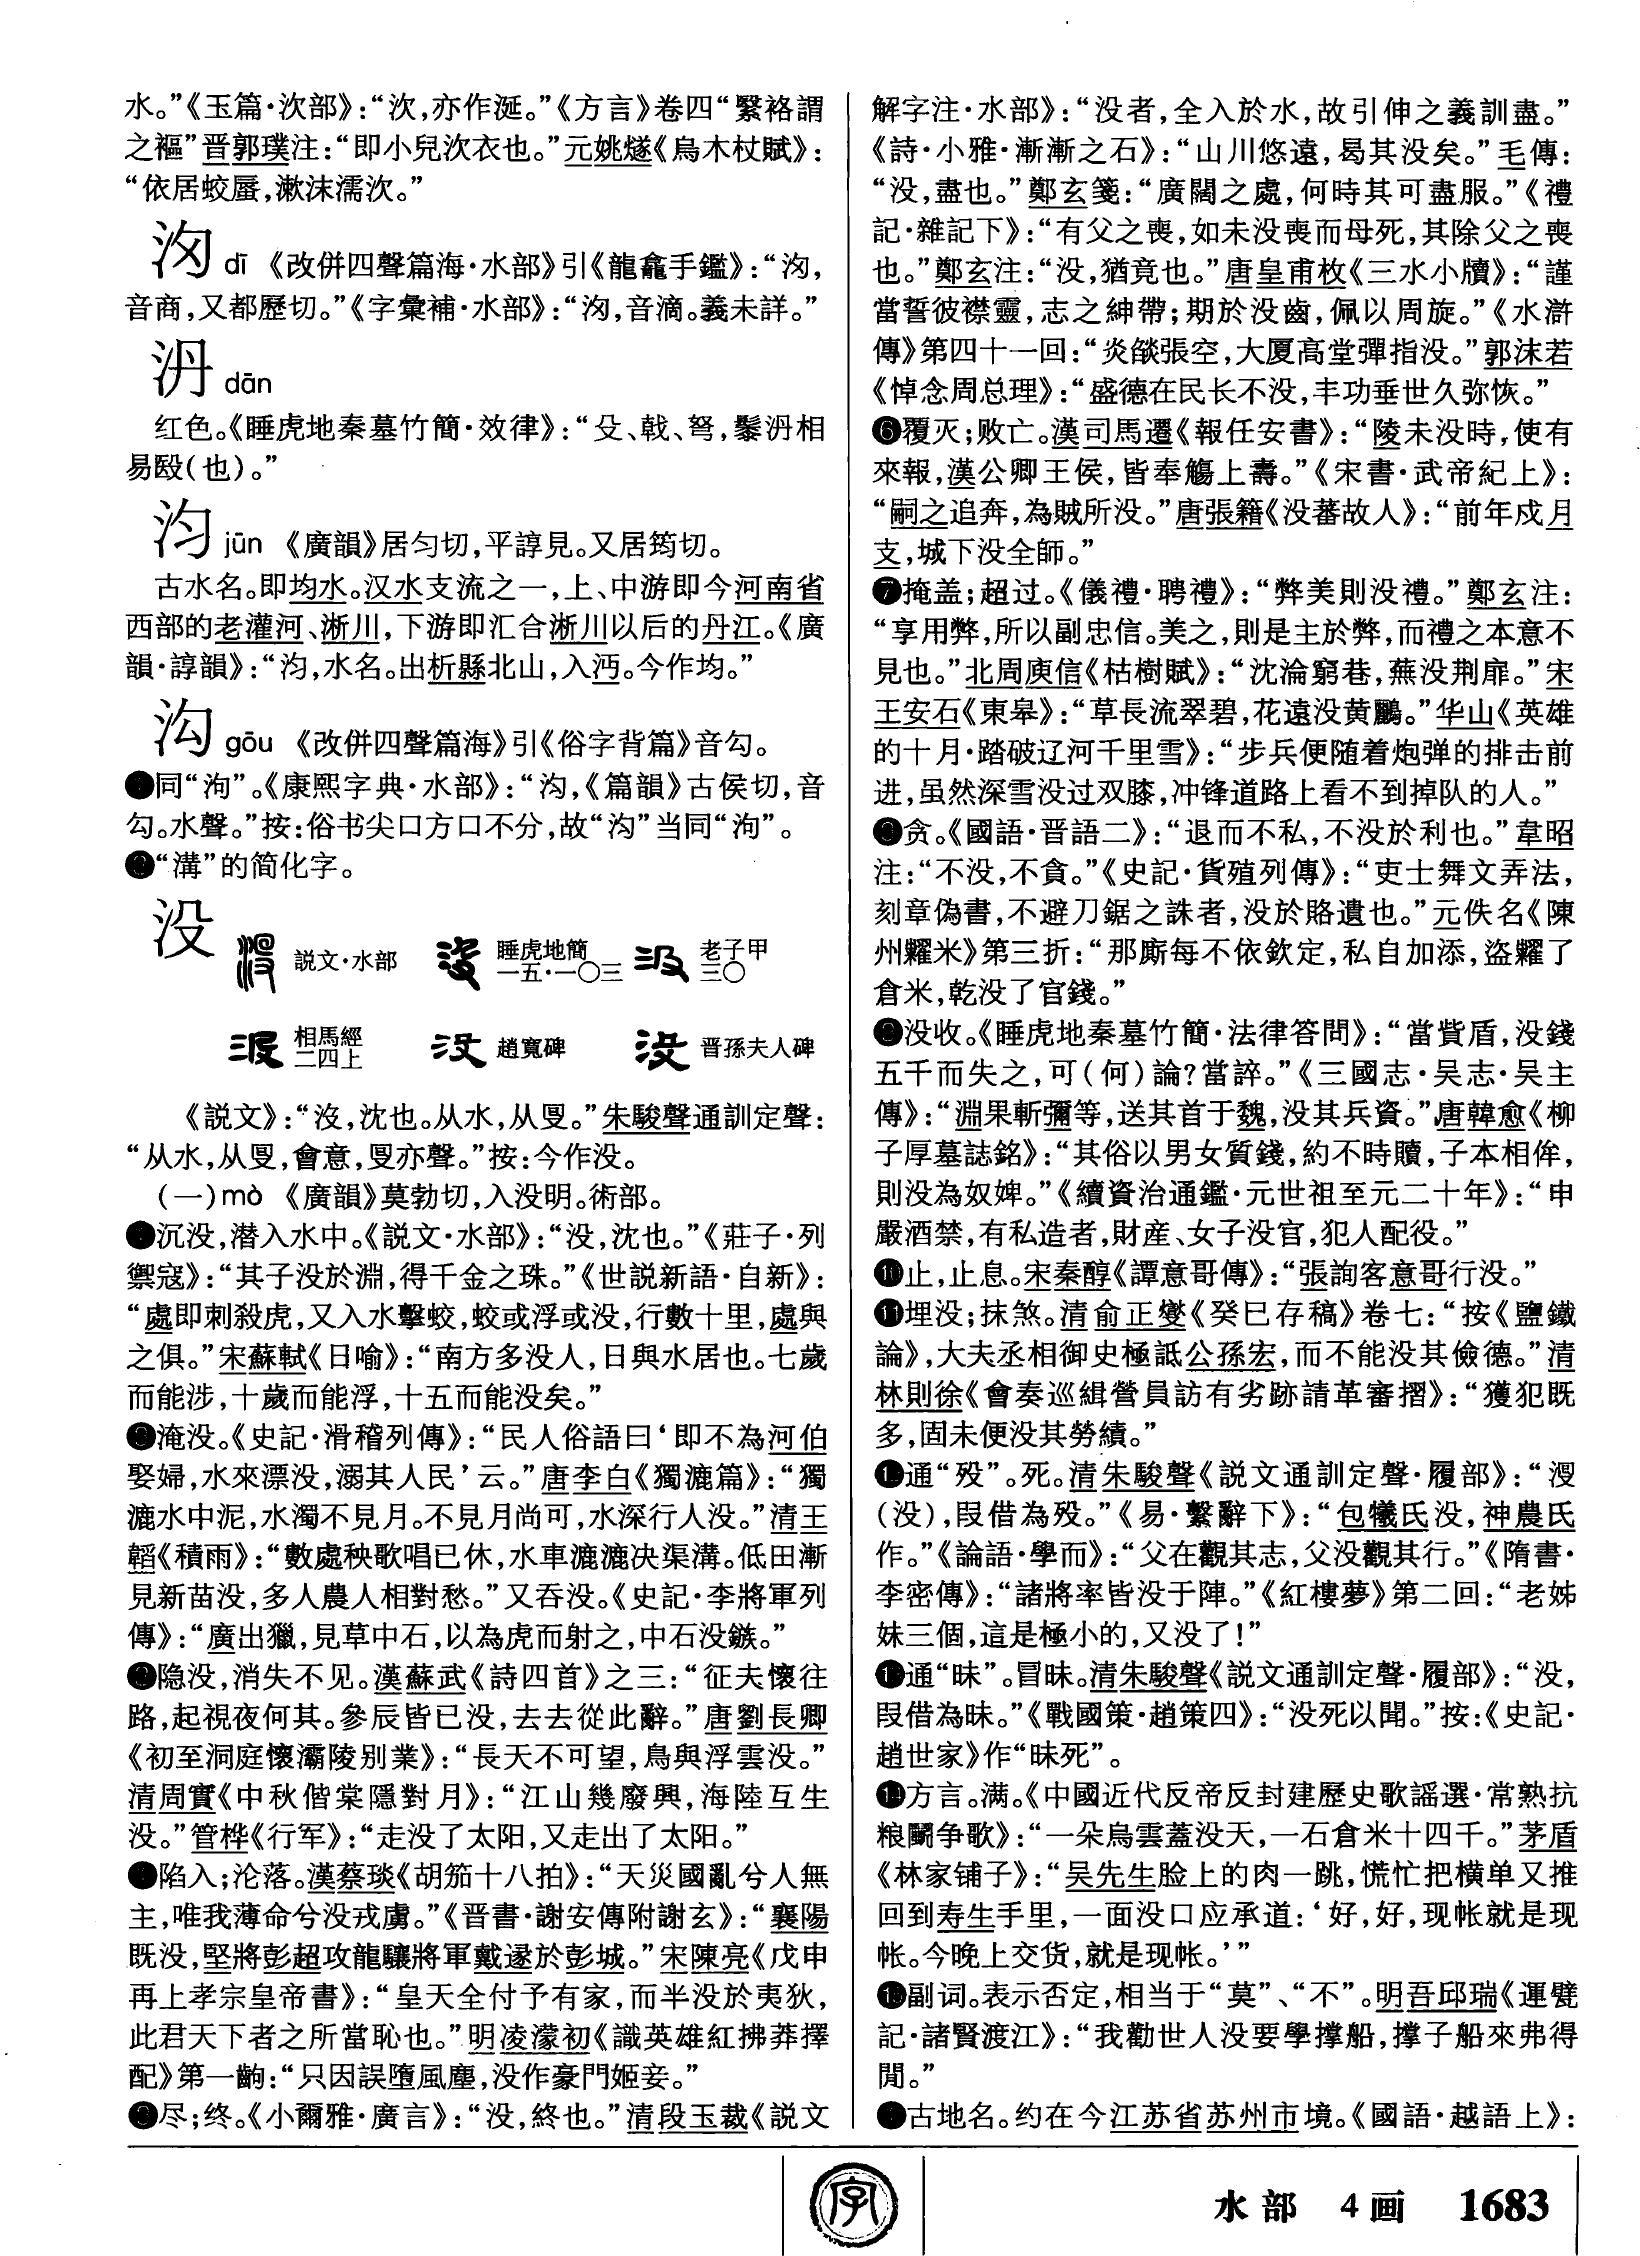 水。”《玉篇·㳄部》：“㳄，亦作涎。”《方言》卷四“緊袼謂
之褔”晋郭璞注：“即小兒㳄衣也。”元姚燧《烏木杖賦》：
“依居蛟蜃，漱沫濡㳄。”
dī 《改併四聲篇海·水部》引《龍龕手鑑》：“
音商，又都歷切。”《字彙補·水部》：“音滴。義未詳。”
dān
红色。《睡虎地秦墓竹簡·效律》：“殳、戟、弩，髹相
易殹（也）。”
汮 jūn 《廣韻》居匀切，平諄見。又居筠切。
古水名。即均水。汉水支流之一，上、中游即今河南省
西部的老灌河、淅川，下游即汇合淅川以后的丹江。《廣
韻·諄韻》：“汮，水名。出析縣北山，入沔。今作均。”
沟 gōu 《改併四聲篇海》引《俗字背篇》音勾。
❶同“泃”。《康熙字典·水部》：“沟，《篇韻》古侯切，音
勾。水聲。”按：俗书尖口方口不分，故“沟”当同“泃”。
❷“溝”的简化字。
没 説文·水部 睡虎地簡一五·一〇三 老子甲三〇
相馬經二四上 趙寬碑 晋孫夫人碑
《説文》：“沒，沈也。从水，从𠬛。”朱駿聲通訓定聲：
“从水，从𠬛，會意，𠬛亦聲。”按：今作没。
（一）mò 《廣韻》莫勃切，入没明。術部。
❶沉没，潜入水中。《説文·水部》：“没，沈也。”《莊子·列
禦寇》：“其子没於淵，得千金之珠。”《世説新語·自新》：
“處即刺殺虎，又入水擊蛟，蛟或浮或没，行數十里，處與
之俱。”宋蘇軾《日喻》：“南方多没人，日與水居也。七歲
而能涉，十歲而能浮，十五而能没矣。”
❷淹没。《史記·滑稽列傳》：“民人俗語曰‘即不為河伯
娶婦，水來漂没，溺其人民’云。”唐李白《獨漉篇》：“獨
漉水中泥，水濁不見月。不見月尚可，水深行人没。”清王
韜《積雨》：“數處秧歌唱已休，水車漉漉决渠溝。低田漸
見新苗没，多人農人相對愁。”又吞没。《史記·李將軍列
傳》：“廣出獵，見草中石，以為虎而射之，中石没鏃。”
❸隐没，消失不见。漢蘇武《詩四首》之三：“征夫懷往
路，起視夜何其。參辰皆已没，去去從此辭。”唐劉長卿
《初至洞庭懷灞陵别業》：“長天不可望，鳥與浮雲没。”
清周實《中秋偕棠隱對月》：“江山幾廢興，海陸互生
没。”管桦《行军》：“走没了太阳，又走出了太阳。”
❹陷入；沦落。漢蔡琰《胡笳十八拍》：“天災國亂兮人無
主，唯我薄命兮没戎虜。”《晋書·謝安傳附謝玄》：“襄陽
既没，堅將彭超攻龍驤將軍戴逯於彭城。”宋陳亮《戊申
再上孝宗皇帝書》：“皇天全付予有家，而半没於夷狄，
此君天下者之所當恥也。”明凌濛初《識英雄紅拂莽擇
配》第一齣：“只因誤墮風塵，没作豪門姬妾。”
❺尽；终。《小爾雅·廣言》：“没，終也。”清段玉裁《説文
解字注·水部》：“没者，全入於水，故引伸之義訓盡。”
《詩·小雅·漸漸之石》：“山川悠遠，曷其没矣。”毛傳：
“没，盡也。”鄭玄箋：“廣闊之處，何時其可盡服。”《禮
記·雜記下》：“有父之喪，如未没喪而母死，其除父之喪
也。”鄭玄注：“没，猶竟也。”唐皇甫枚《三水小牘》：“謹
當誓彼襟靈，志之紳帶；期於没齒，佩以周旋。”《水滸
傳》第四十一回：“炎燄張空，大厦高堂彈指没。”郭沫若
《悼念周总理》：“盛德在民长不没，丰功垂世久弥恢。”
❻覆灭；败亡。漢司馬遷《報任安書》：“陵未没時，使有
來報，漢公卿王侯，皆奉觴上壽。”《宋書·武帝紀上》：
“嗣之追奔，為賊所没。”唐張籍《没蕃故人》：“前年戍月
支，城下没全師。”
❼掩盖；超过。《儀禮·聘禮》：“弊美則没禮。”鄭玄注：
“享用弊，所以副忠信。美之，則是主於弊，而禮之本意不
見也。”北周庾信《枯樹賦》：“沈淪窮巷，蕪没荆扉。”宋
王安石《東皋》：“草長流翠碧，花遠没黄鸝。”华山《英雄
的十月·踏破辽河千里雪》：“步兵便随着炮弹的排击前
进，虽然深雪没过双膝，冲锋道路上看不到掉队的人。”
❽贪。《國語·晋語二》：“退而不私，不没於利也。”韋昭
注：“不没，不貪。”《史記·貨殖列傳》：“吏士舞文弄法，
刻章偽書，不避刀鋸之誅者，没於賂遺也。”元佚名《陳
州糶米》第三折：“那廝每不依欽定，私自加添，盜糶了
倉米，乾没了官錢。”
❾没收。《睡虎地秦墓竹簡·法律答問》：“當貲盾，没錢
五千而失之，可（何）論？當誶。”《三國志·吴志·吴主
傳》：“淵果斬彌等，送其首于魏，没其兵資。”唐韓愈《柳
子厚墓誌銘》：“其俗以男女質錢，約不時贖，子本相侔，
則没為奴婢。”《續資治通鑑·元世祖至元二十年》：“申
嚴酒禁，有私造者，財産、女子没官，犯人配役。”
❿止，止息。宋秦醇《譚意哥傳》：“張詢客意哥行没。”
⓫埋没；抹煞。清俞正燮《癸巳存稿》卷七：“按《鹽鐵
論》，大夫丞相御史極詆公孫宏，而不能没其儉德。”清
林則徐《會奏巡緝營員訪有劣跡請革審摺》：“獲犯既
多，固未便没其勞績。”
⓬通“歿”。死。清朱駿聲《説文通訓定聲·履部》：“
（没），叚借為歿。”《易·繫辭下》：“包犧氏没，神農氏
作。”《論語·學而》：“父在觀其志，父没觀其行。”《隋書·
李密傳》：“諸將率皆没于陣。”《紅樓夢》第二回：“老姊
妹三個，這是極小的，又没了！”
⓭通“昧”。冒昧。清朱駿聲《説文通訓定聲·履部》：“没，
叚借為昧。”《戰國策·趙策四》：“没死以聞。”按：《史記·
趙世家》作“昧死”。
⓮方言。满。《中國近代反帝反封建歷史歌謡選·常熟抗
粮鬭争歌》：“一朵烏雲蓋没天，一石倉米十四千。”茅盾
《林家铺子》：“吴先生脸上的肉一跳，慌忙把横单又推
回到寿生手里，一面没口应承道：‘好，好，现帐就是现
帐。今晚上交货，就是现帐。’”
⓯副词。表示否定，相当于“莫”、“不”。明吾邱瑞《運甓
記·諸賢渡江》：“我勸世人没要學撑船，撑子船來弗得
閒。”
古地名。约在今江苏省苏州市境。《國語·越語上》：
字
水部 4画 1683